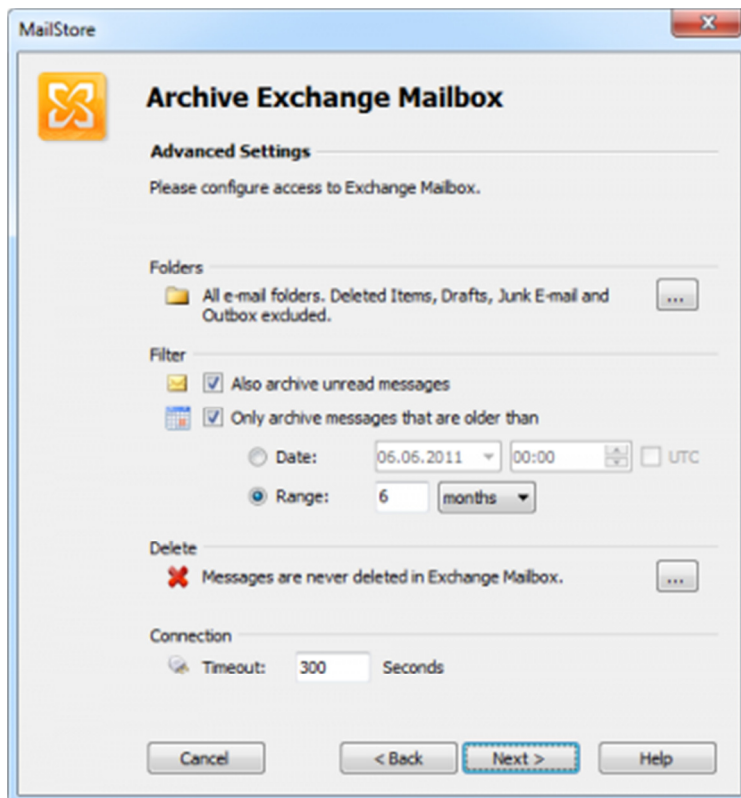 MailStore
Archive Exchange Mailbox
Advanced Settings
Please configure access to Exchange Mailbox.
Folders
All e-mail folders. Deleted Items, Drafts, Junk E-mail and
Outbox excluded.
...
Filter
Also archive unread messages
Only archive messages that are older than
Date: 06.06.2011 00:00 UTC
Range: 6 months
Delete
Messages are never deleted in Exchange Mailbox.
...
Connection
Timeout: 300 Seconds
Cancel < Back Next > Help